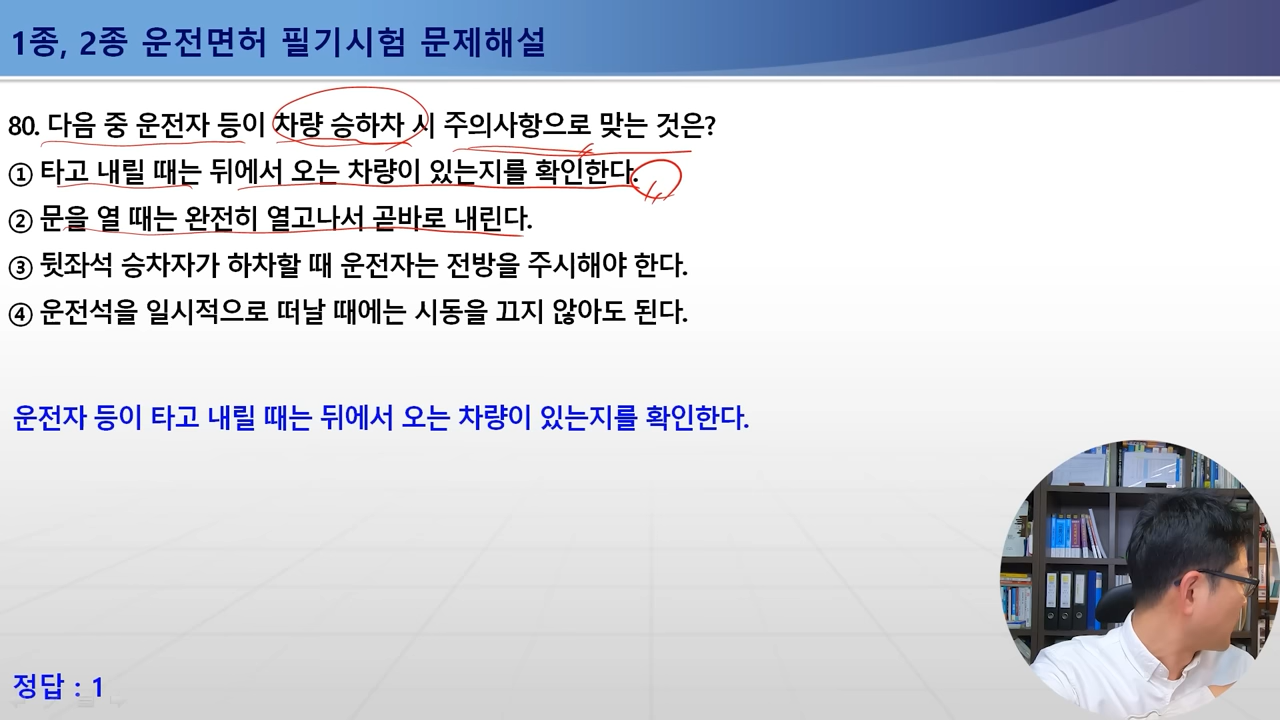 1종, 2종 운전면허 필기시험 문제해설
80. 다음 중 운전자 등이 차량 승하차 시 주의사항으로 맞는 것은?
① 타고 내릴 때는 뒤에서 오는 차량이 있는지를 확인한다.
② 문을 열 때는 완전히 열고나서 곧바로 내린다.
③ 뒷좌석 승차자가 하차할 때 운전자는 전방을 주시해야 한다.
④ 운전석을 일시적으로 떠날 때에는 시동을 끄지 않아도 된다.
운전자 등이 타고 내릴 때는 뒤에서 오는 차량이 있는지를 확인한다.
정답 : 1